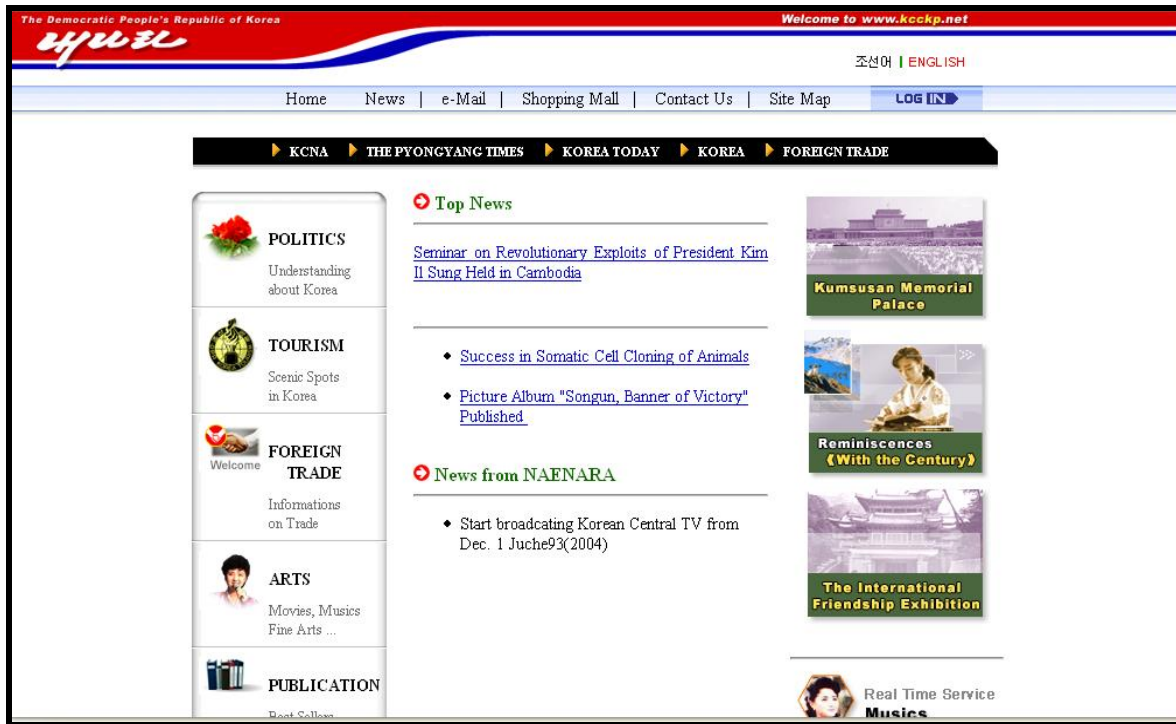 The Democratic People's Republic of Korea
Welcome to www.kcckp.net
내나라
조선어 | ENGLISH
Home News | e-Mail | Shopping Mall | Contact Us | Site Map LOG IN
KCNA THE PYONGYANG TIMES KOREA TODAY KOREA FOREIGN TRADE
POLITICS
Understanding
about Korea
TOURISM
Scenic Spots
in Korea
Welcome
FOREIGN
TRADE
Informations
on Trade
ARTS
Movies, Musics
Fine Arts ...
PUBLICATION
Best Sellers
Top News
Seminar on Revolutionary Exploits of President Kim
Il Sung Held in Cambodia
Success in Somatic Cell Cloning of Animals
Picture Album "Songun, Banner of Victory"
Published
News from NAENARA
Start broadcating Korean Central TV from
Dec. 1 Juche93(2004)
Kumsusan Memorial
Palace
Reminiscences
《With the Century》
The International
Friendship Exhibition
Real Time Service
Musics